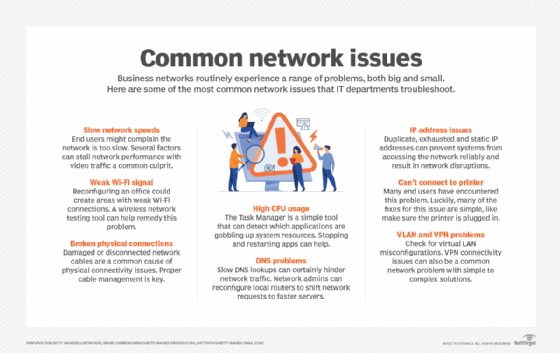 Common network issues
Business networks routinely experience a range of problems, both big and small.
Here are some of the most common network issues that IT departments troubleshoot.
Slow network speeds
End users might complain the
network is too slow. Several factors
can stall network performance with
video traffic a common culprit.
Weak Wi-Fi signal
Reconfiguring an office could
create areas with weak Wi-Fi
connections. A wireless network
testing tool can help remedy this
problem.
Broken physical connections
Damaged or disconnected network
cables are a common cause of
physical connectivity issues. Proper
cable management is key.
High CPU usage
The Task Manager is a simple tool
that can detect which applications are
gobbling up system resources. Stopping
and restarting apps can help.
DNS problems
Slow DNS lookups can certainly hinder
network traffic. Network admins can
reconfigure local routers to shift network
requests to faster servers.
IP address issues
Duplicate, exhausted and static IP
addresses can prevent systems from
accessing the network reliably and
result in network disruptions.
Can't connect to printer
Many end users have encountered
this problem. Luckily, many of the
fixes for this issue are simple, like
make sure the printer is plugged in.
VLAN and VPN problems
Check for virtual LAN
misconfigurations. VPN connectivity
issues can also be a common
network problem with simple to
complex solutions.
TechTarget